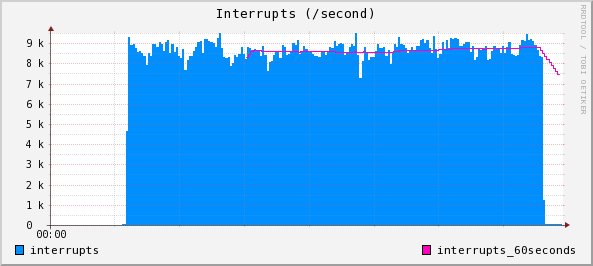 Interrupts (/second)
RRDTOOL / TOBI OETIKER
9 k
8 k
7 k
6 k
5 k
4 k
3 k
2 k
1 k
0
00:00
interrupts interrupts_60seconds